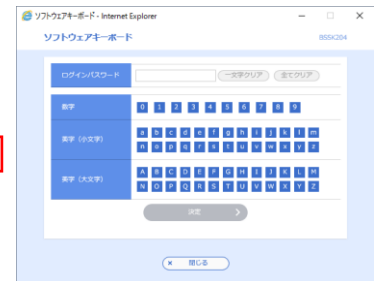 ソフトウェアキーボード - Internet Explorer
ソフトウェアキーボード BSSK204
ログインパスワード 一文字クリア 全てクリア
数字 0 1 2 3 4 5 6 7 8 9
英字（小文字） a b c d e f g h i j k l m
n o p q r s t u v w x y z
英字（大文字） A B C D E F G H I J K L M
N O P Q R S T U V W X Y Z
決定
× 閉じる